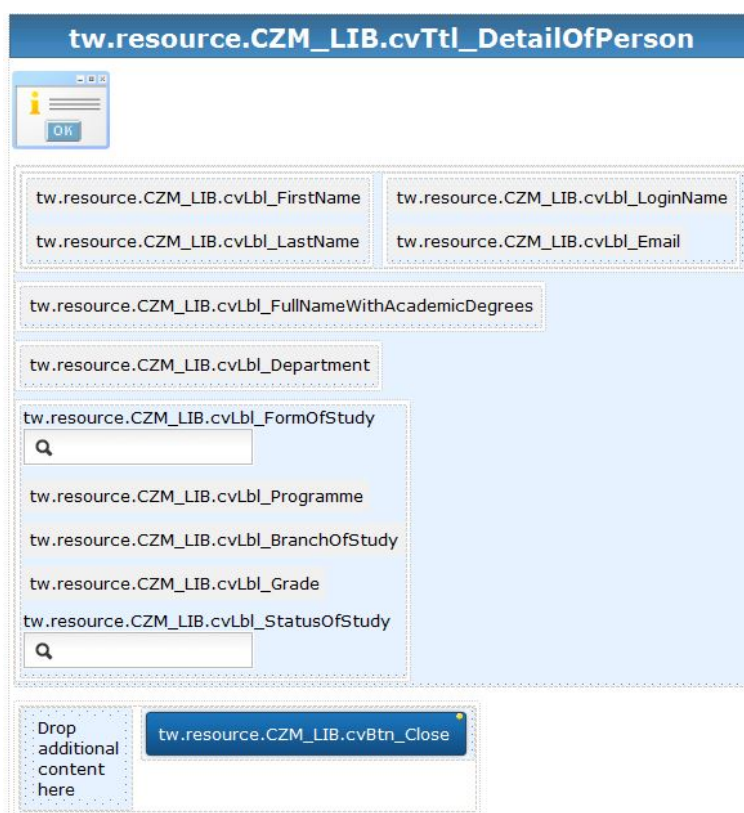 tw.resource.CZM_LIB.cvTtl_DetailOfPerson
OK
tw.resource.CZM_LIB.cvLbl_FirstName
tw.resource.CZM_LIB.cvLbl_LoginName
tw.resource.CZM_LIB.cvLbl_LastName
tw.resource.CZM_LIB.cvLbl_Email
tw.resource.CZM_LIB.cvLbl_FullNameWithAcademicDegrees
tw.resource.CZM_LIB.cvLbl_Department
tw.resource.CZM_LIB.cvLbl_FormOfStudy
tw.resource.CZM_LIB.cvLbl_Programme
tw.resource.CZM_LIB.cvLbl_BranchOfStudy
tw.resource.CZM_LIB.cvLbl_Grade
tw.resource.CZM_LIB.cvLbl_StatusOfStudy
Drop
additional
content
here
tw.resource.CZM_LIB.cvBtn_Close